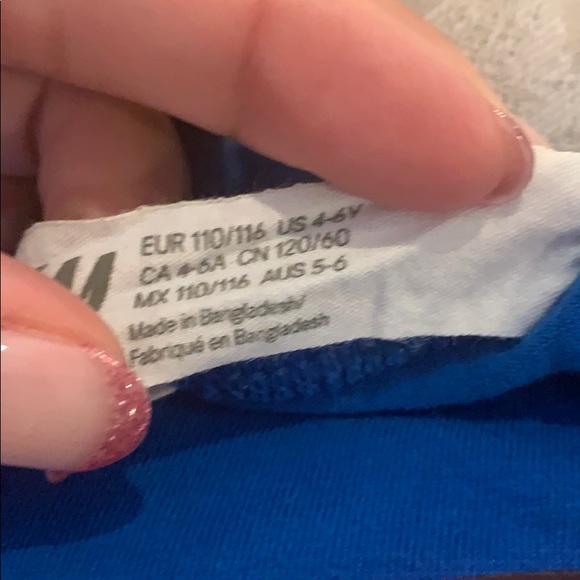 EUR 110/116 US 4-6Y
CA 4-6A CN 120/60
MX 110/116 AUS 5-6
Made in Bangladesh/
Fabriqué en Bangladesh